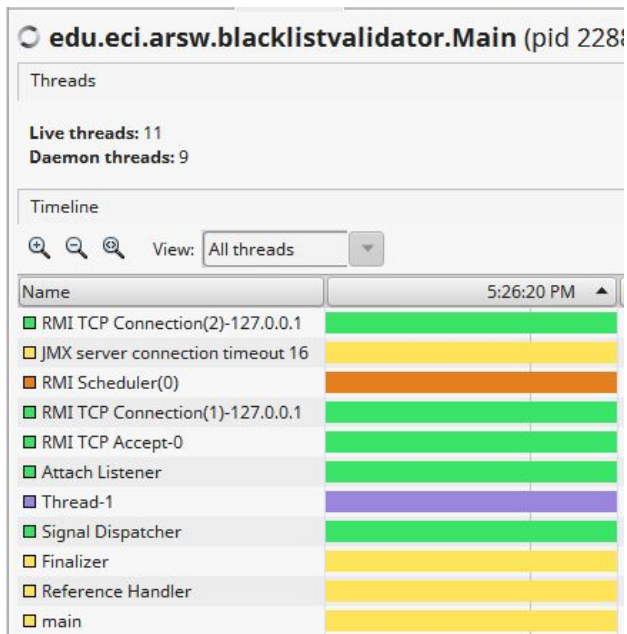 edu.eci.arsw.blacklistvalidator.Main (pid 228
Threads
Live threads: 11
Daemon threads: 9
Timeline
View: All threads
Name 5:26:20 PM
RMI TCP Connection(2)-127.0.0.1
JMX server connection timeout 16
RMI Scheduler(0)
RMI TCP Connection(1)-127.0.0.1
RMI TCP Accept-0
Attach Listener
Thread-1
Signal Dispatcher
Finalizer
Reference Handler
main